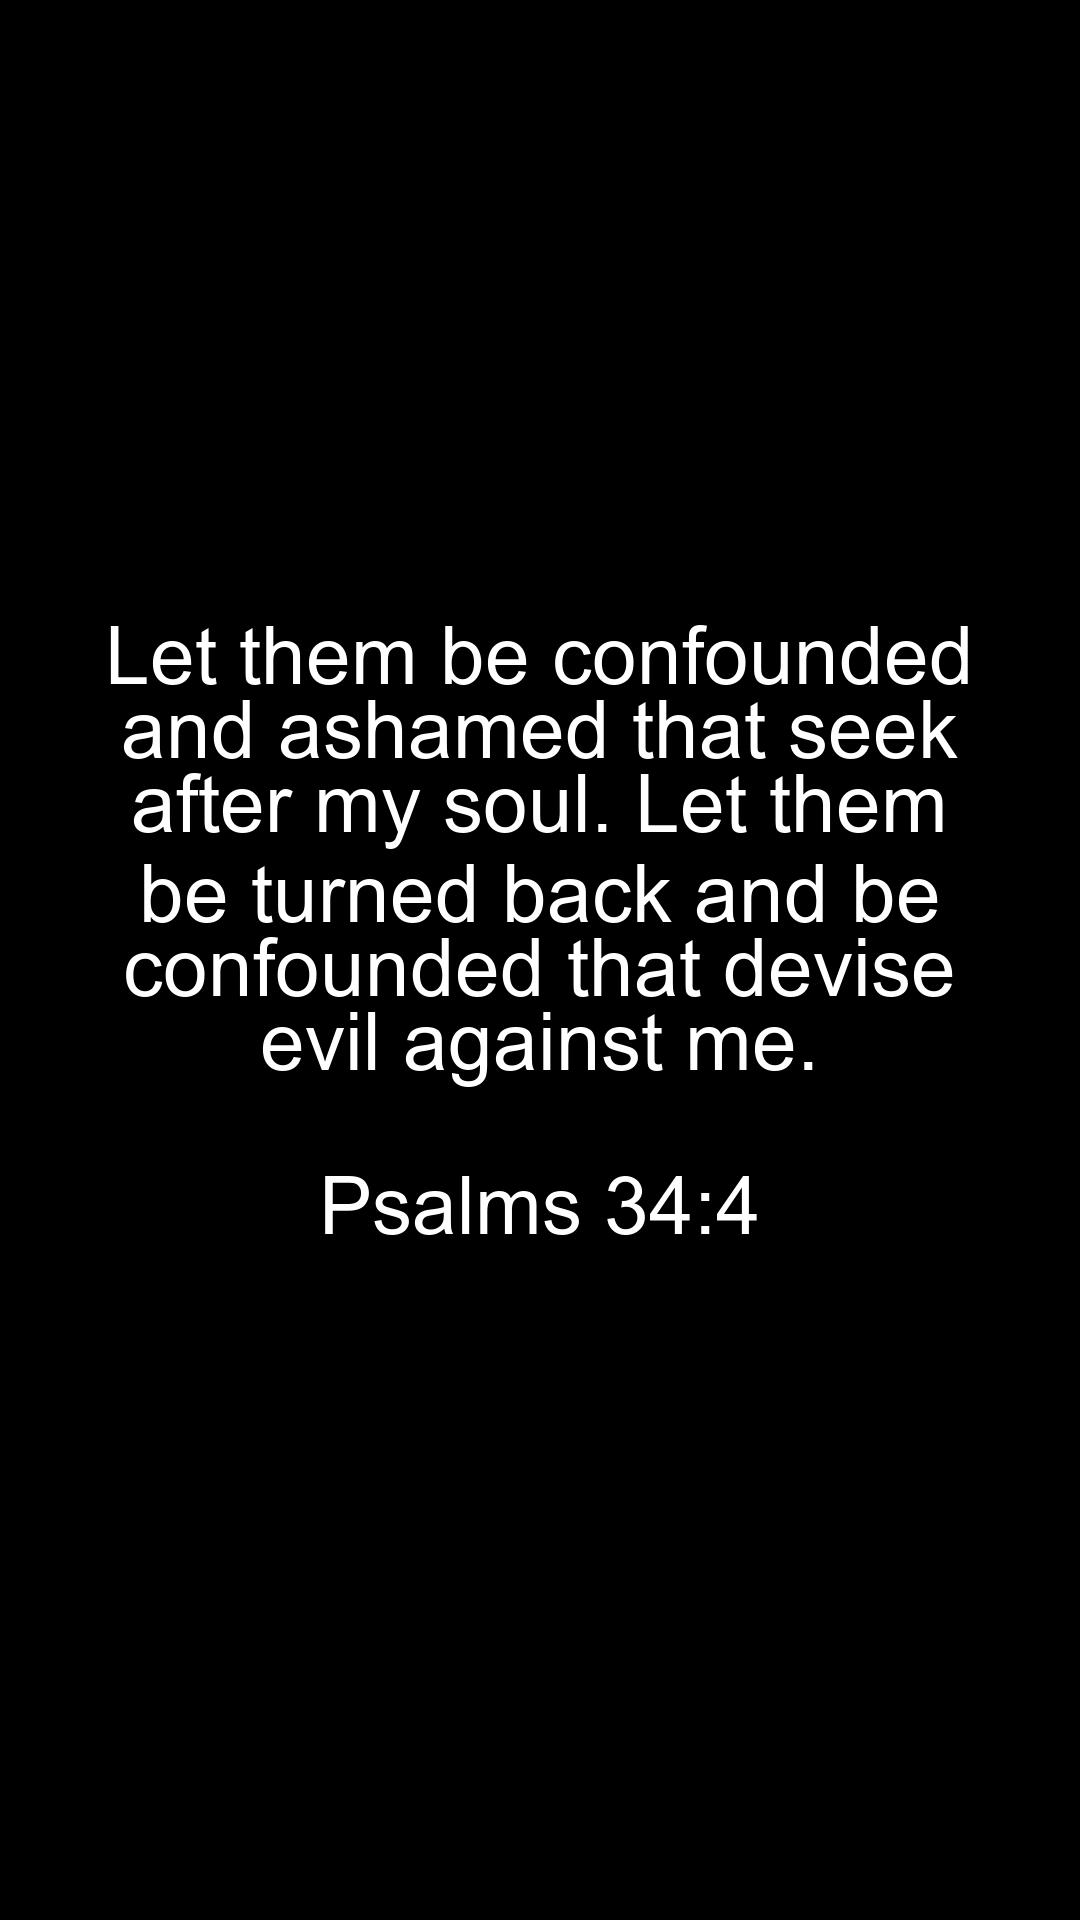 Let them be confounded
and ashamed that seek
after my soul. Let them
be turned back and be
confounded that devise
evil against me.
Psalms 34:4